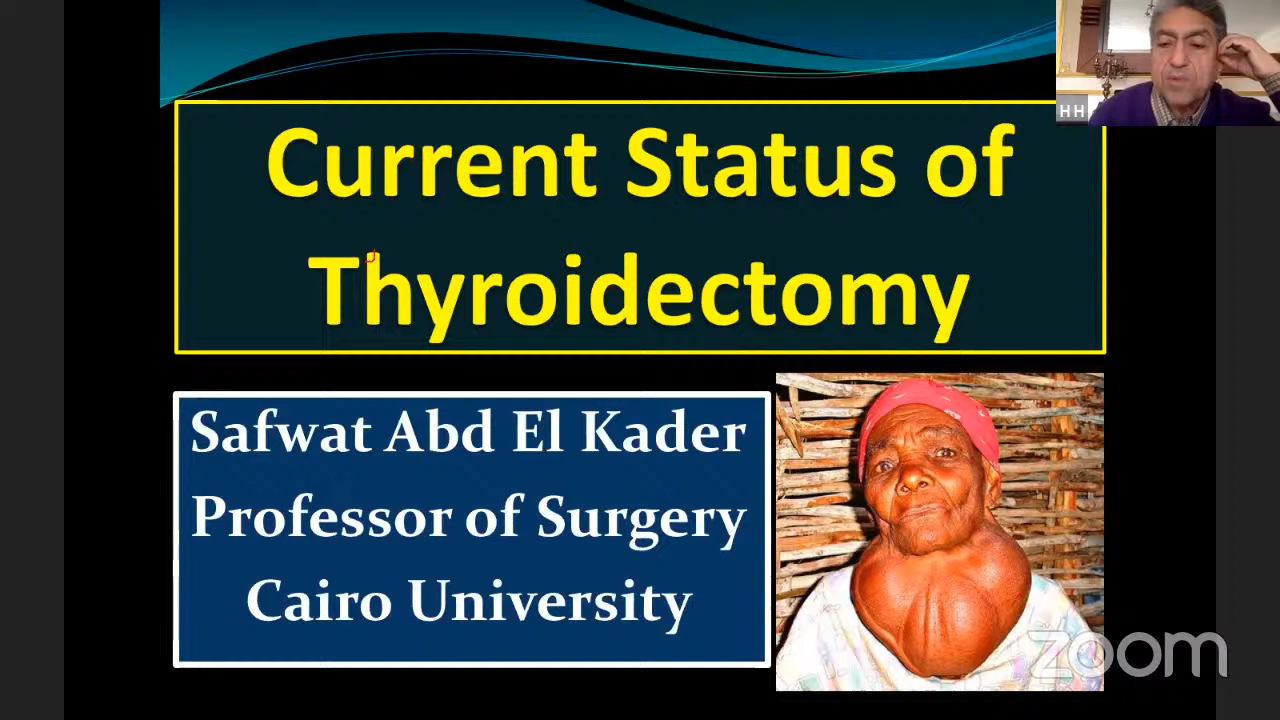 HH
Current Status of
Thyroidectomy
Safwat Abd El Kader
Professor of Surgery
Cairo University
zoom